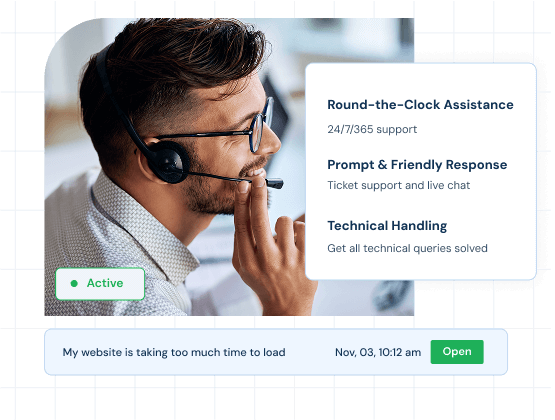 Round-the-Clock Assistance
24/7/365 support
Prompt & Friendly Response
Ticket support and live chat
Technical Handling
Get all technical queries solved
Active
My website is taking too much time to load Nov, 03, 10:12 am Open